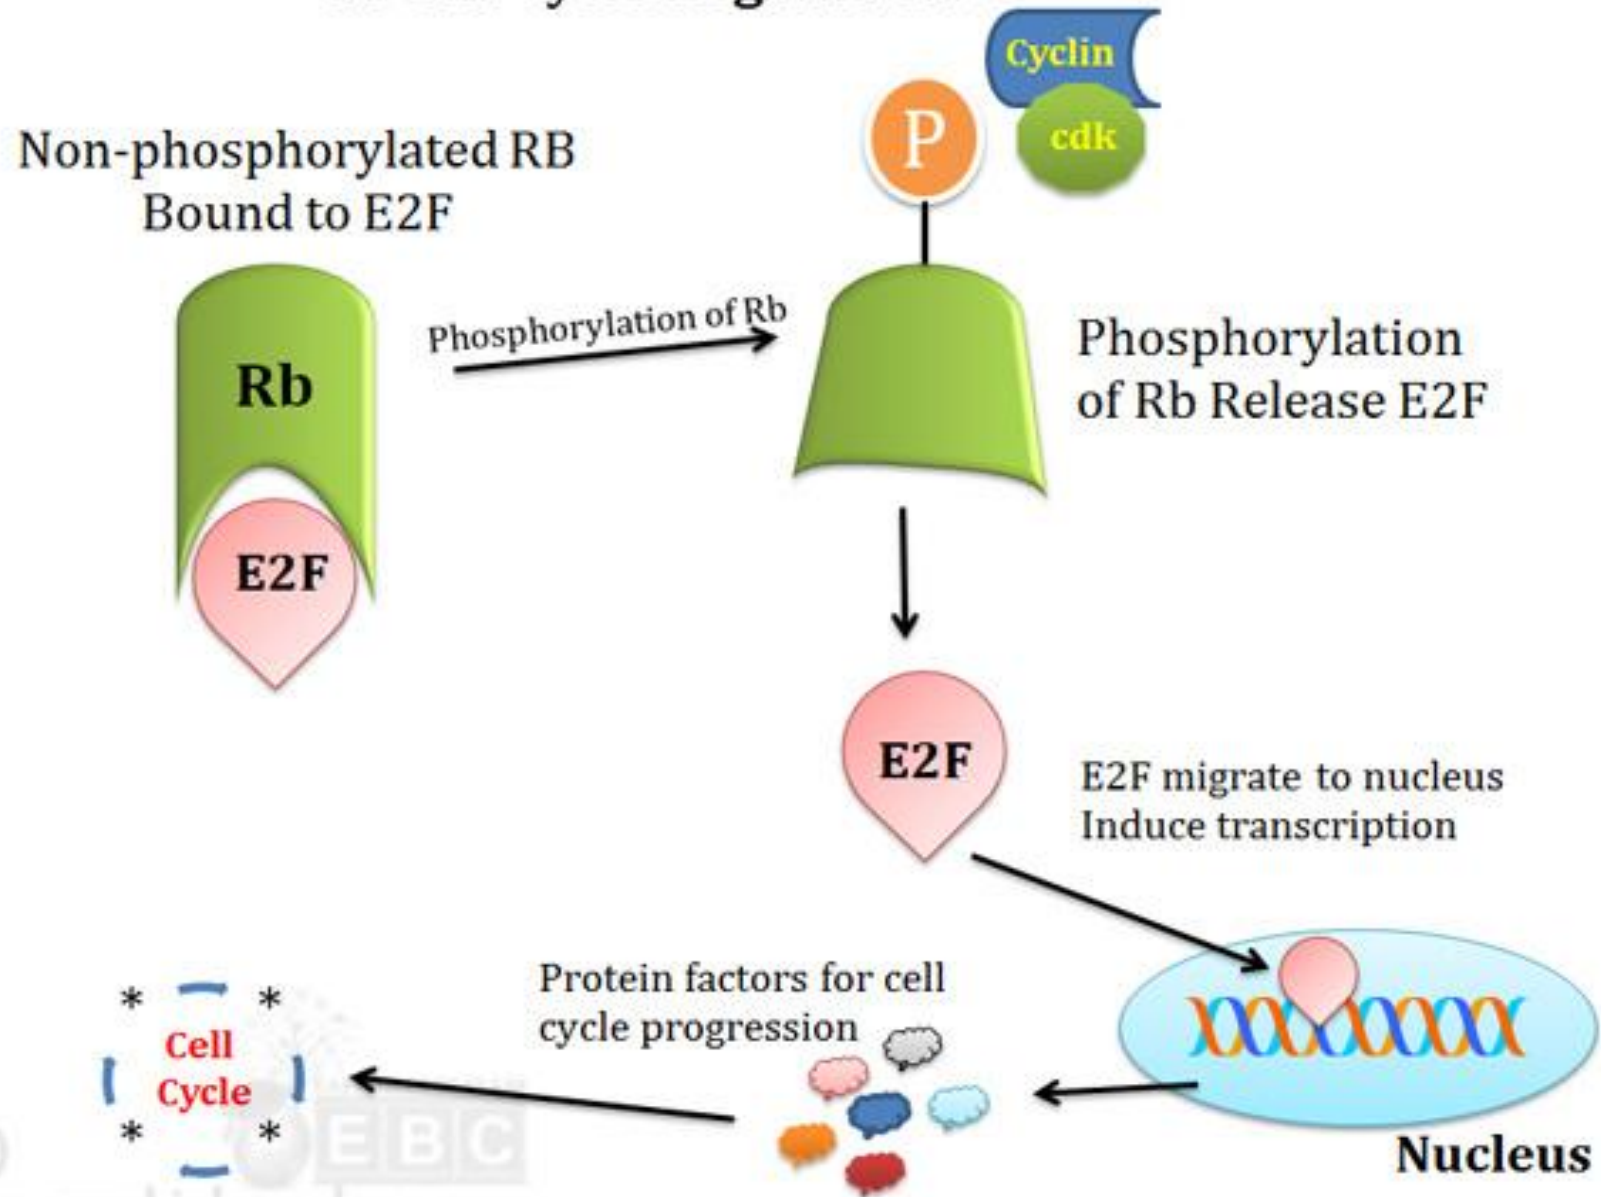 Cyclin
P
cdk
Non-phosphorylated RB
Bound to E2F
Phosphorylation of Rb
Rb
Phosphorylation
of Rb Release E2F
E2F
E2F
E2F migrate to nucleus
Induce transcription
Protein factors for cell
cycle progression
Cell
Cycle
* *
* *
EBC
Nucleus